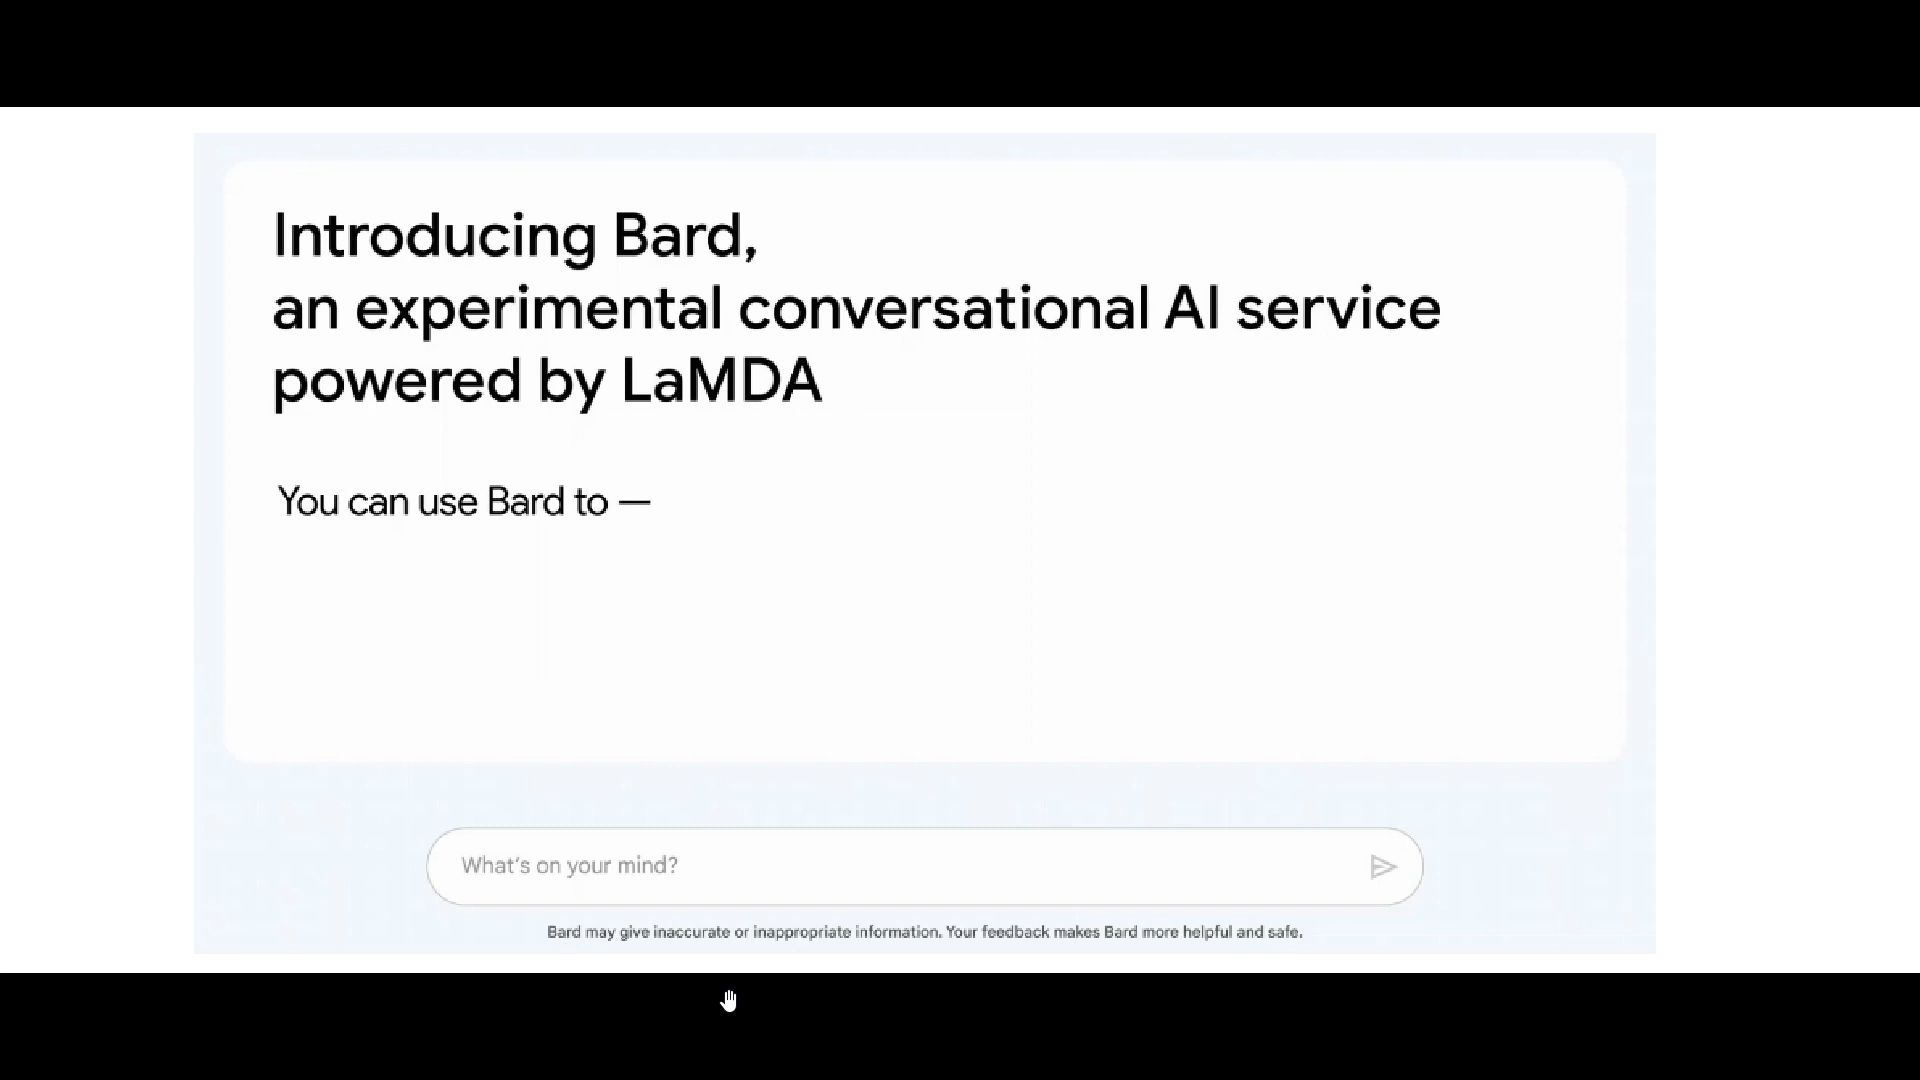 Introducing Bard,
an experimental conversational AI service
powered by LaMDA
You can use Bard to —
What's on your mind?
Bard may give inaccurate or inappropriate information. Your feedback makes Bard more helpful and safe.